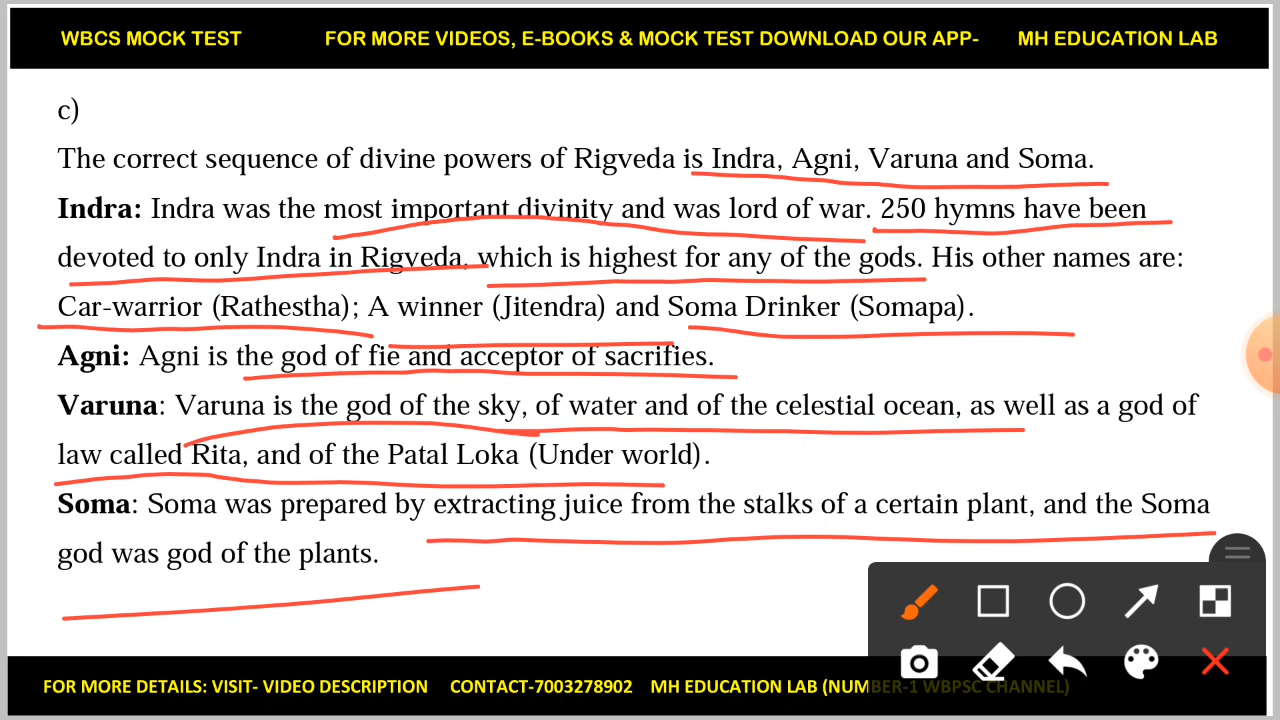 WBCS MOCK TEST FOR MORE VIDEOS, E-BOOKS & MOCK TEST DOWNLOAD OUR APP- MH EDUCATION LAB
c)
The correct sequence of divine powers of Rigveda is Indra, Agni, Varuna and Soma.
Indra: Indra was the most important divinity and was lord of war. 250 hymns have been
devoted to only Indra in Rigveda, which is highest for any of the gods. His other names are:
Car-warrior (Rathestha); A winner (Jitendra) and Soma Drinker (Somapa).
Agni: Agni is the god of fie and acceptor of sacrifies.
Varuna: Varuna is the god of the sky, of water and of the celestial ocean, as well as a god of
law called Rita, and of the Patal Loka (Under world).
Soma: Soma was prepared by extracting juice from the stalks of a certain plant, and the Soma
god was god of the plants.
FOR MORE DETAILS: VISIT- VIDEO DESCRIPTION CONTACT-7003278902 MH EDUCATION LAB (NUMBER-1 WBPSC CHANNEL)